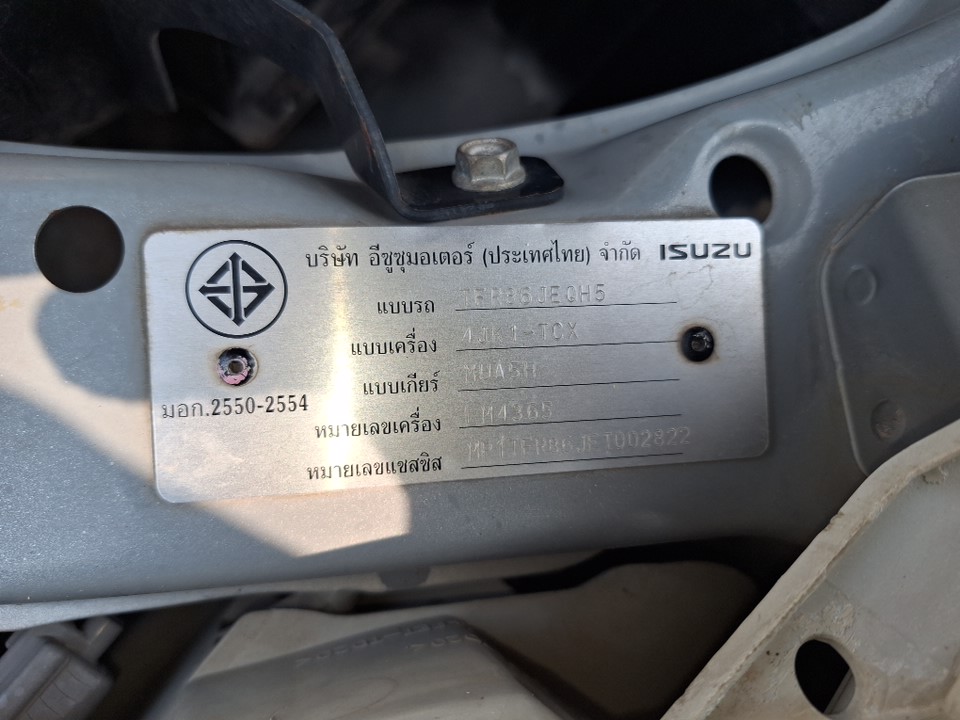 บริษัท อีซูซุมอเตอร์ (ประเทศไทย) จำกัด ISUZU
แบบรถ TFR86JEQH5
แบบเครื่อง 4JK1-TCX
แบบเกียร์ MUA5H
มอก.2550-2554
หมายเลขเครื่อง
หมายเลขแชสซิส